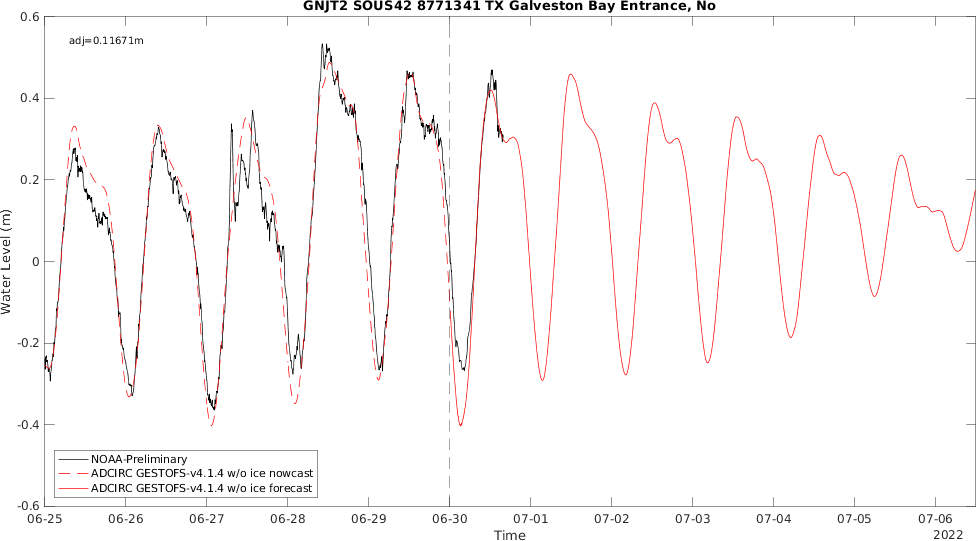 GNJT2 SOUS42 8771341 TX Galveston Bay Entrance, No
adj=0.11671m
0.6
0.4
0.2
0
-0.2
-0.4
-0.6
Water Level (m)
NOAA-Preliminary
ADCIRC GESTOFS-v4.1.4 w/o ice nowcast
ADCIRC GESTOFS-v4.1.4 w/o ice forecast
06-25 06-26 06-27 06-28 06-29 06-30 07-01 07-02 07-03 07-04 07-05 07-06
Time
2022